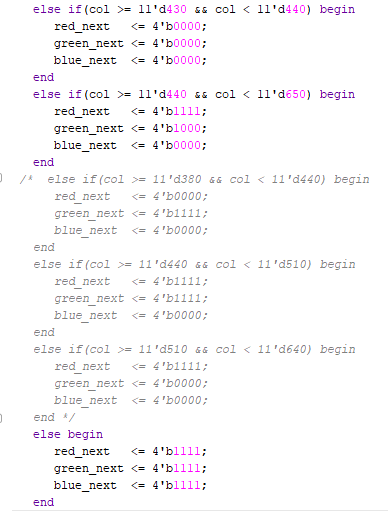 else if(col >= 11'd430 && col < 11'd440) begin
red_next <= 4'b0000;
green_next <= 4'b0000;
blue_next <= 4'b0000;
end
else if(col >= 11'd440 && col < 11'd650) begin
red_next <= 4'b1111;
green_next <= 4'b1000;
blue_next <= 4'b0000;
end
/* else if(col >= 11'd380 && col < 11'd440) begin
red_next <= 4'b0000;
green_next <= 4'b1111;
blue_next <= 4'b0000;
end
else if(col >= 11'd440 && col < 11'd510) begin
red_next <= 4'b1111;
green_next <= 4'b1111;
blue_next <= 4'b0000;
end
else if(col >= 11'd510 && col < 11'd640) begin
red_next <= 4'b1111;
green_next <= 4'b0000;
blue_next <= 4'b0000;
end */
else begin
red_next <= 4'b1111;
green_next <= 4'b1111;
blue_next <= 4'b1111;
end